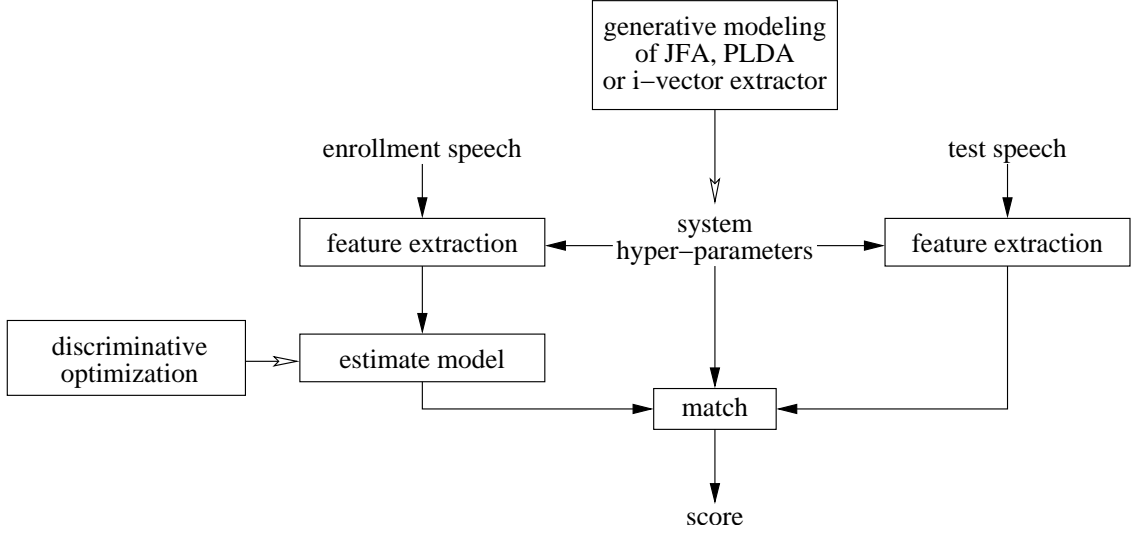 generative modeling
of JFA, PLDA
or i−vector extractor
enrollment speech
test speech
system
hyper−parameters
feature extraction
feature extraction
discriminative
optimization
estimate model
match
score